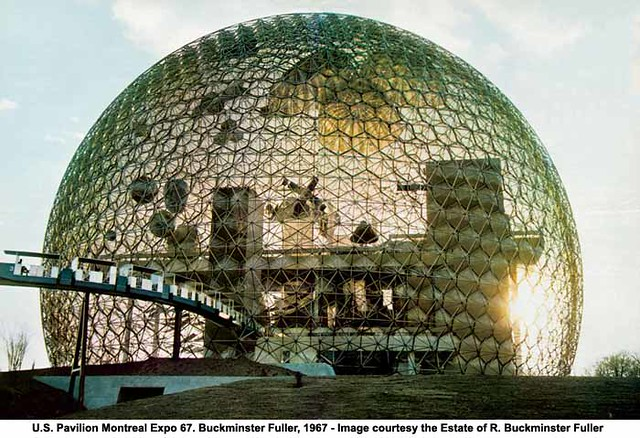 U.S. Pavilion Montreal Expo 67. Buckminster Fuller, 1967 - Image courtesy the Estate of R. Buckminster Fuller